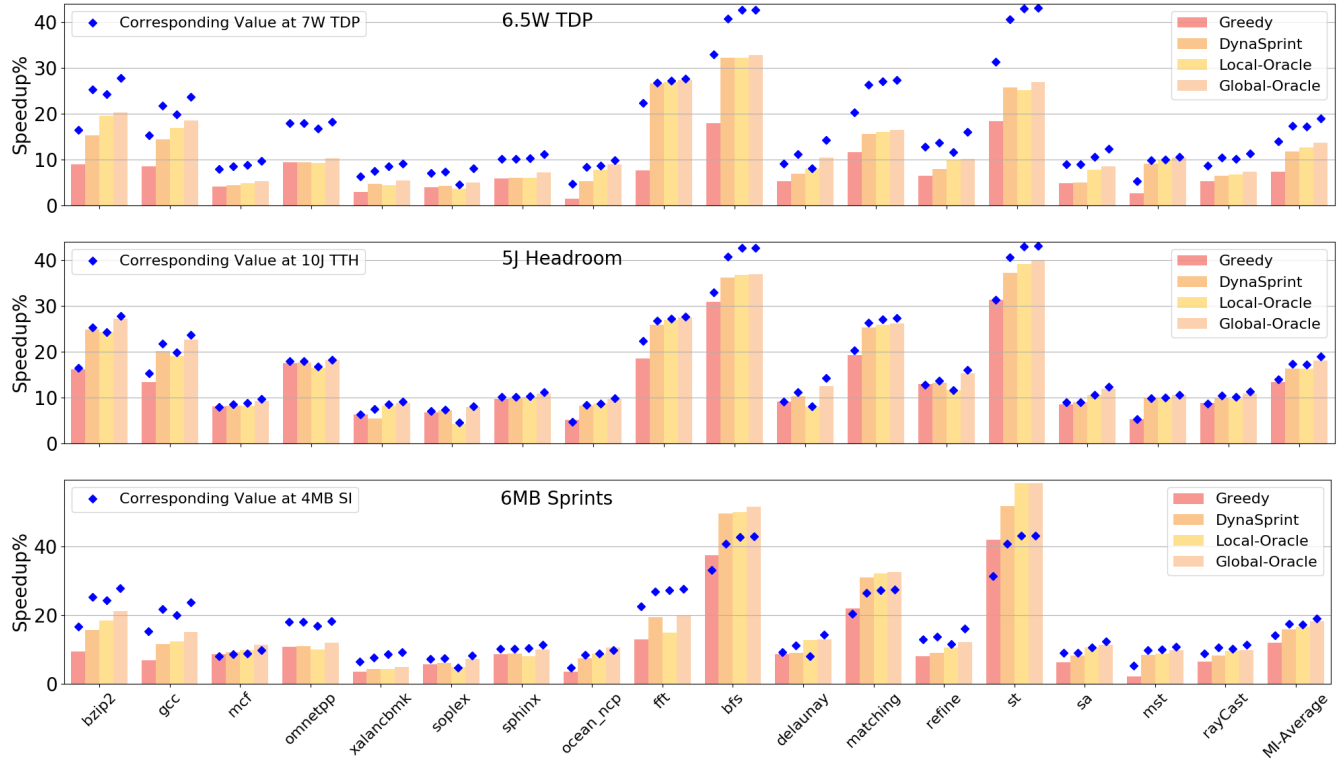 40
30
20
10
0
Speedup%
Corresponding Value at 7W TDP
6.5W TDP
Greedy
DynaSprint
Local-Oracle
Global-Oracle
40
30
20
10
0
Speedup%
Corresponding Value at 10J TTH
5J Headroom
Greedy
DynaSprint
Local-Oracle
Global-Oracle
40
20
0
Speedup%
Corresponding Value at 4MB SI
6MB Sprints
Greedy
DynaSprint
Local-Oracle
Global-Oracle
bzip2
gcc
mcf
omnetpp
xalancbmk
soplex
sphinx
ocean_ncp
fft
bfs
delaunay
matching
refine
st
sa
mst
rayCast
MI-Average